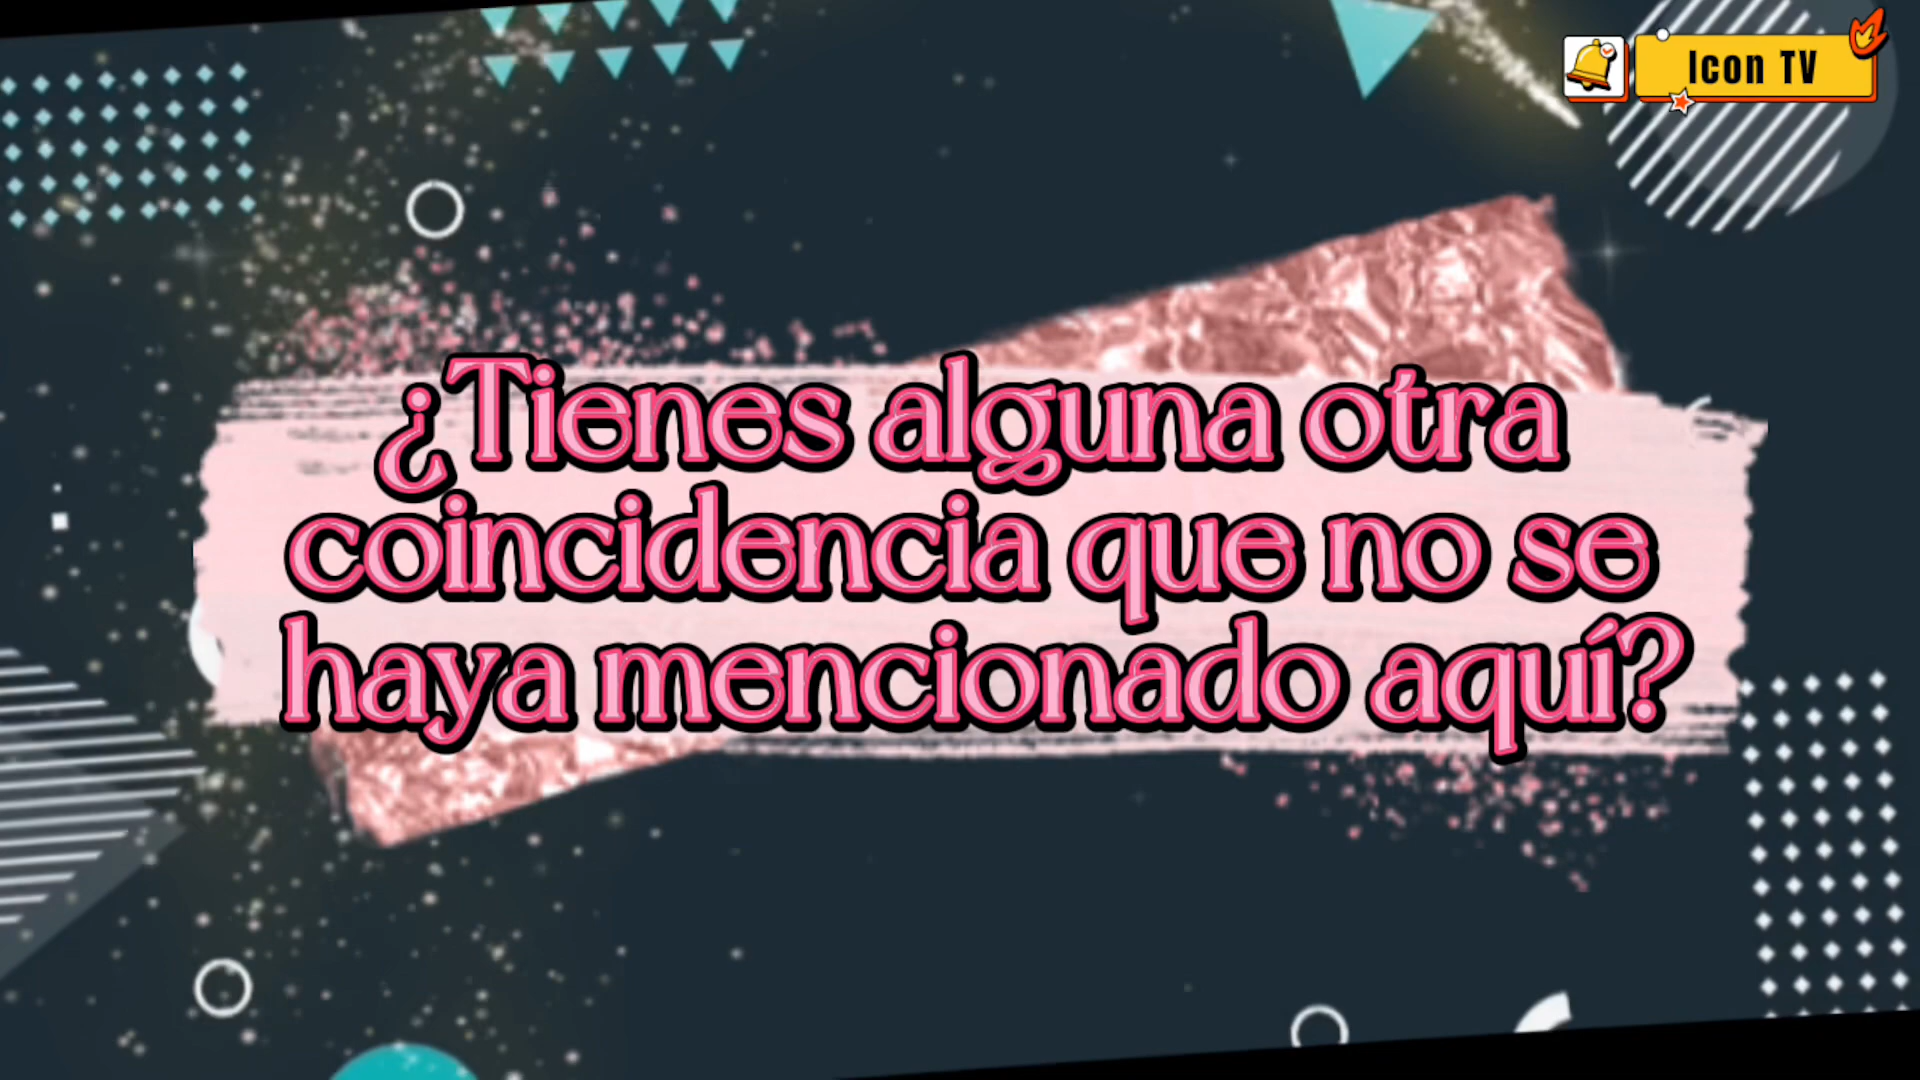 Icon TV
¿Tienes alguna otra
coincidencia que no se
haya mencionado aquí?